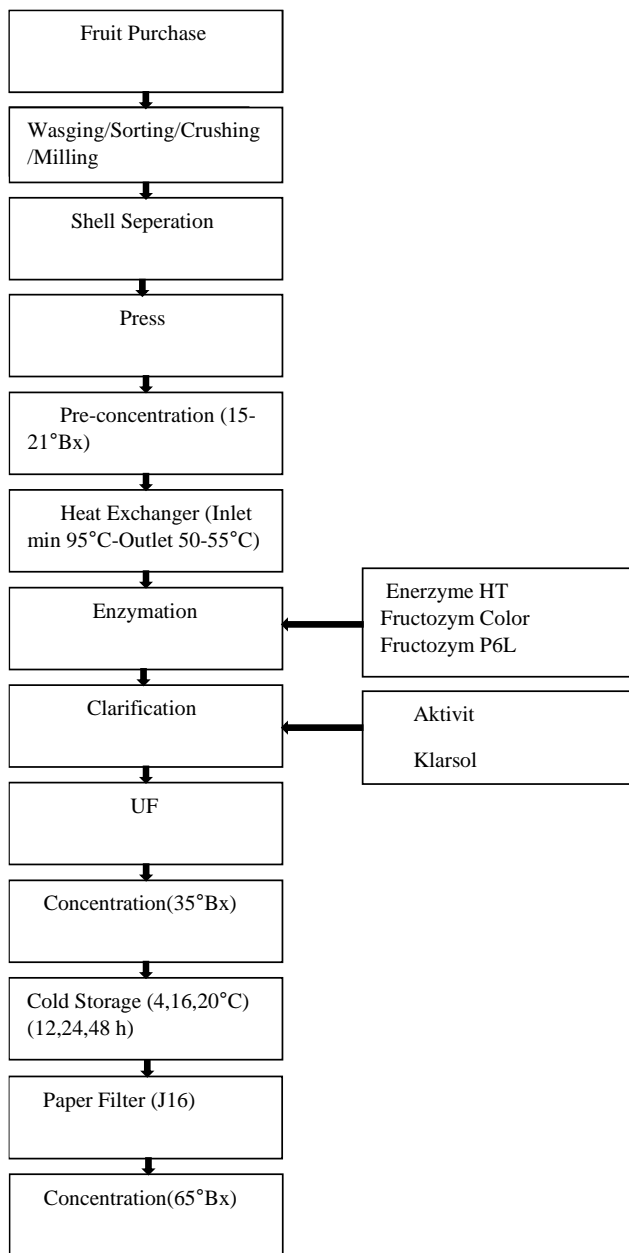 Fruit Purchase
Wasging/Sorting/Crushing
/Milling
Shell Seperation
Press
Pre-concentration (15-
21°Bx)
Heat Exchanger (Inlet
min 95°C-Outlet 50-55°C)
Enzymation
Enerzyme HT
Fructozym Color
Fructozym P6L
Clarification
Aktivit
Klarsol
UF
Concentration(35°Bx)
Cold Storage (4,16,20°C)
(12,24,48 h)
Paper Filter (J16)
Concentration(65°Bx)